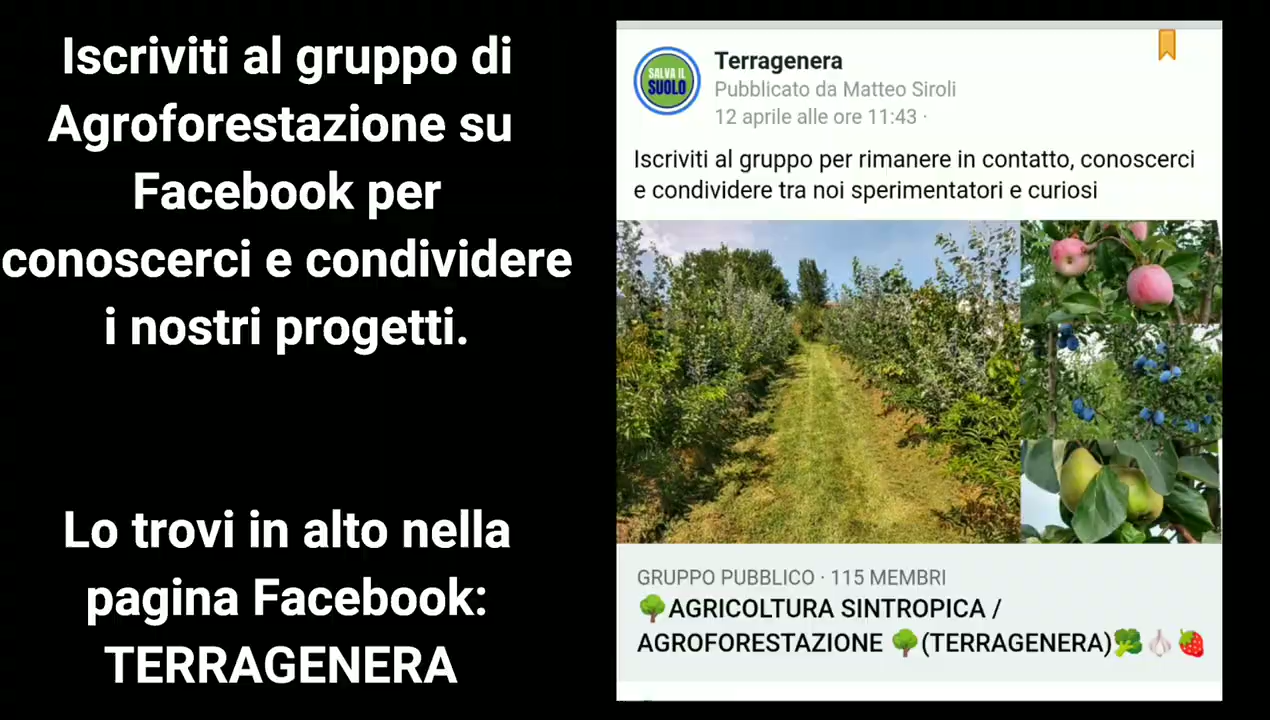 Iscriviti al gruppo di
Agroforestazione su
Facebook per
conoscerci e condividere
i nostri progetti.
Lo trovi in alto nella
pagina Facebook:
TERRAGENERA
SALVA IL
SUOLO
Terragenera
Pubblicato da Matteo Siroli
12 aprile alle ore 11:43 ·
Iscriviti al gruppo per rimanere in contatto, conoscerci
e condividere tra noi sperimentatori e curiosi
GRUPPO PUBBLICO · 115 MEMBRI
🌳AGRICOLTURA SINTROPICA /
AGROFORESTAZIONE 🌳(TERRAGENERA)🥦🧄🍓